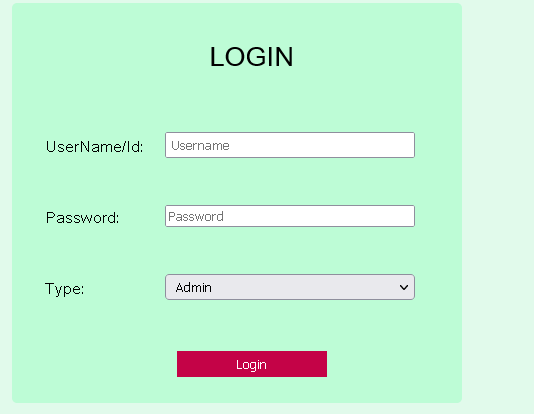 LOGIN
UserName/Id: Username
Password: Password
Type: Admin
Login